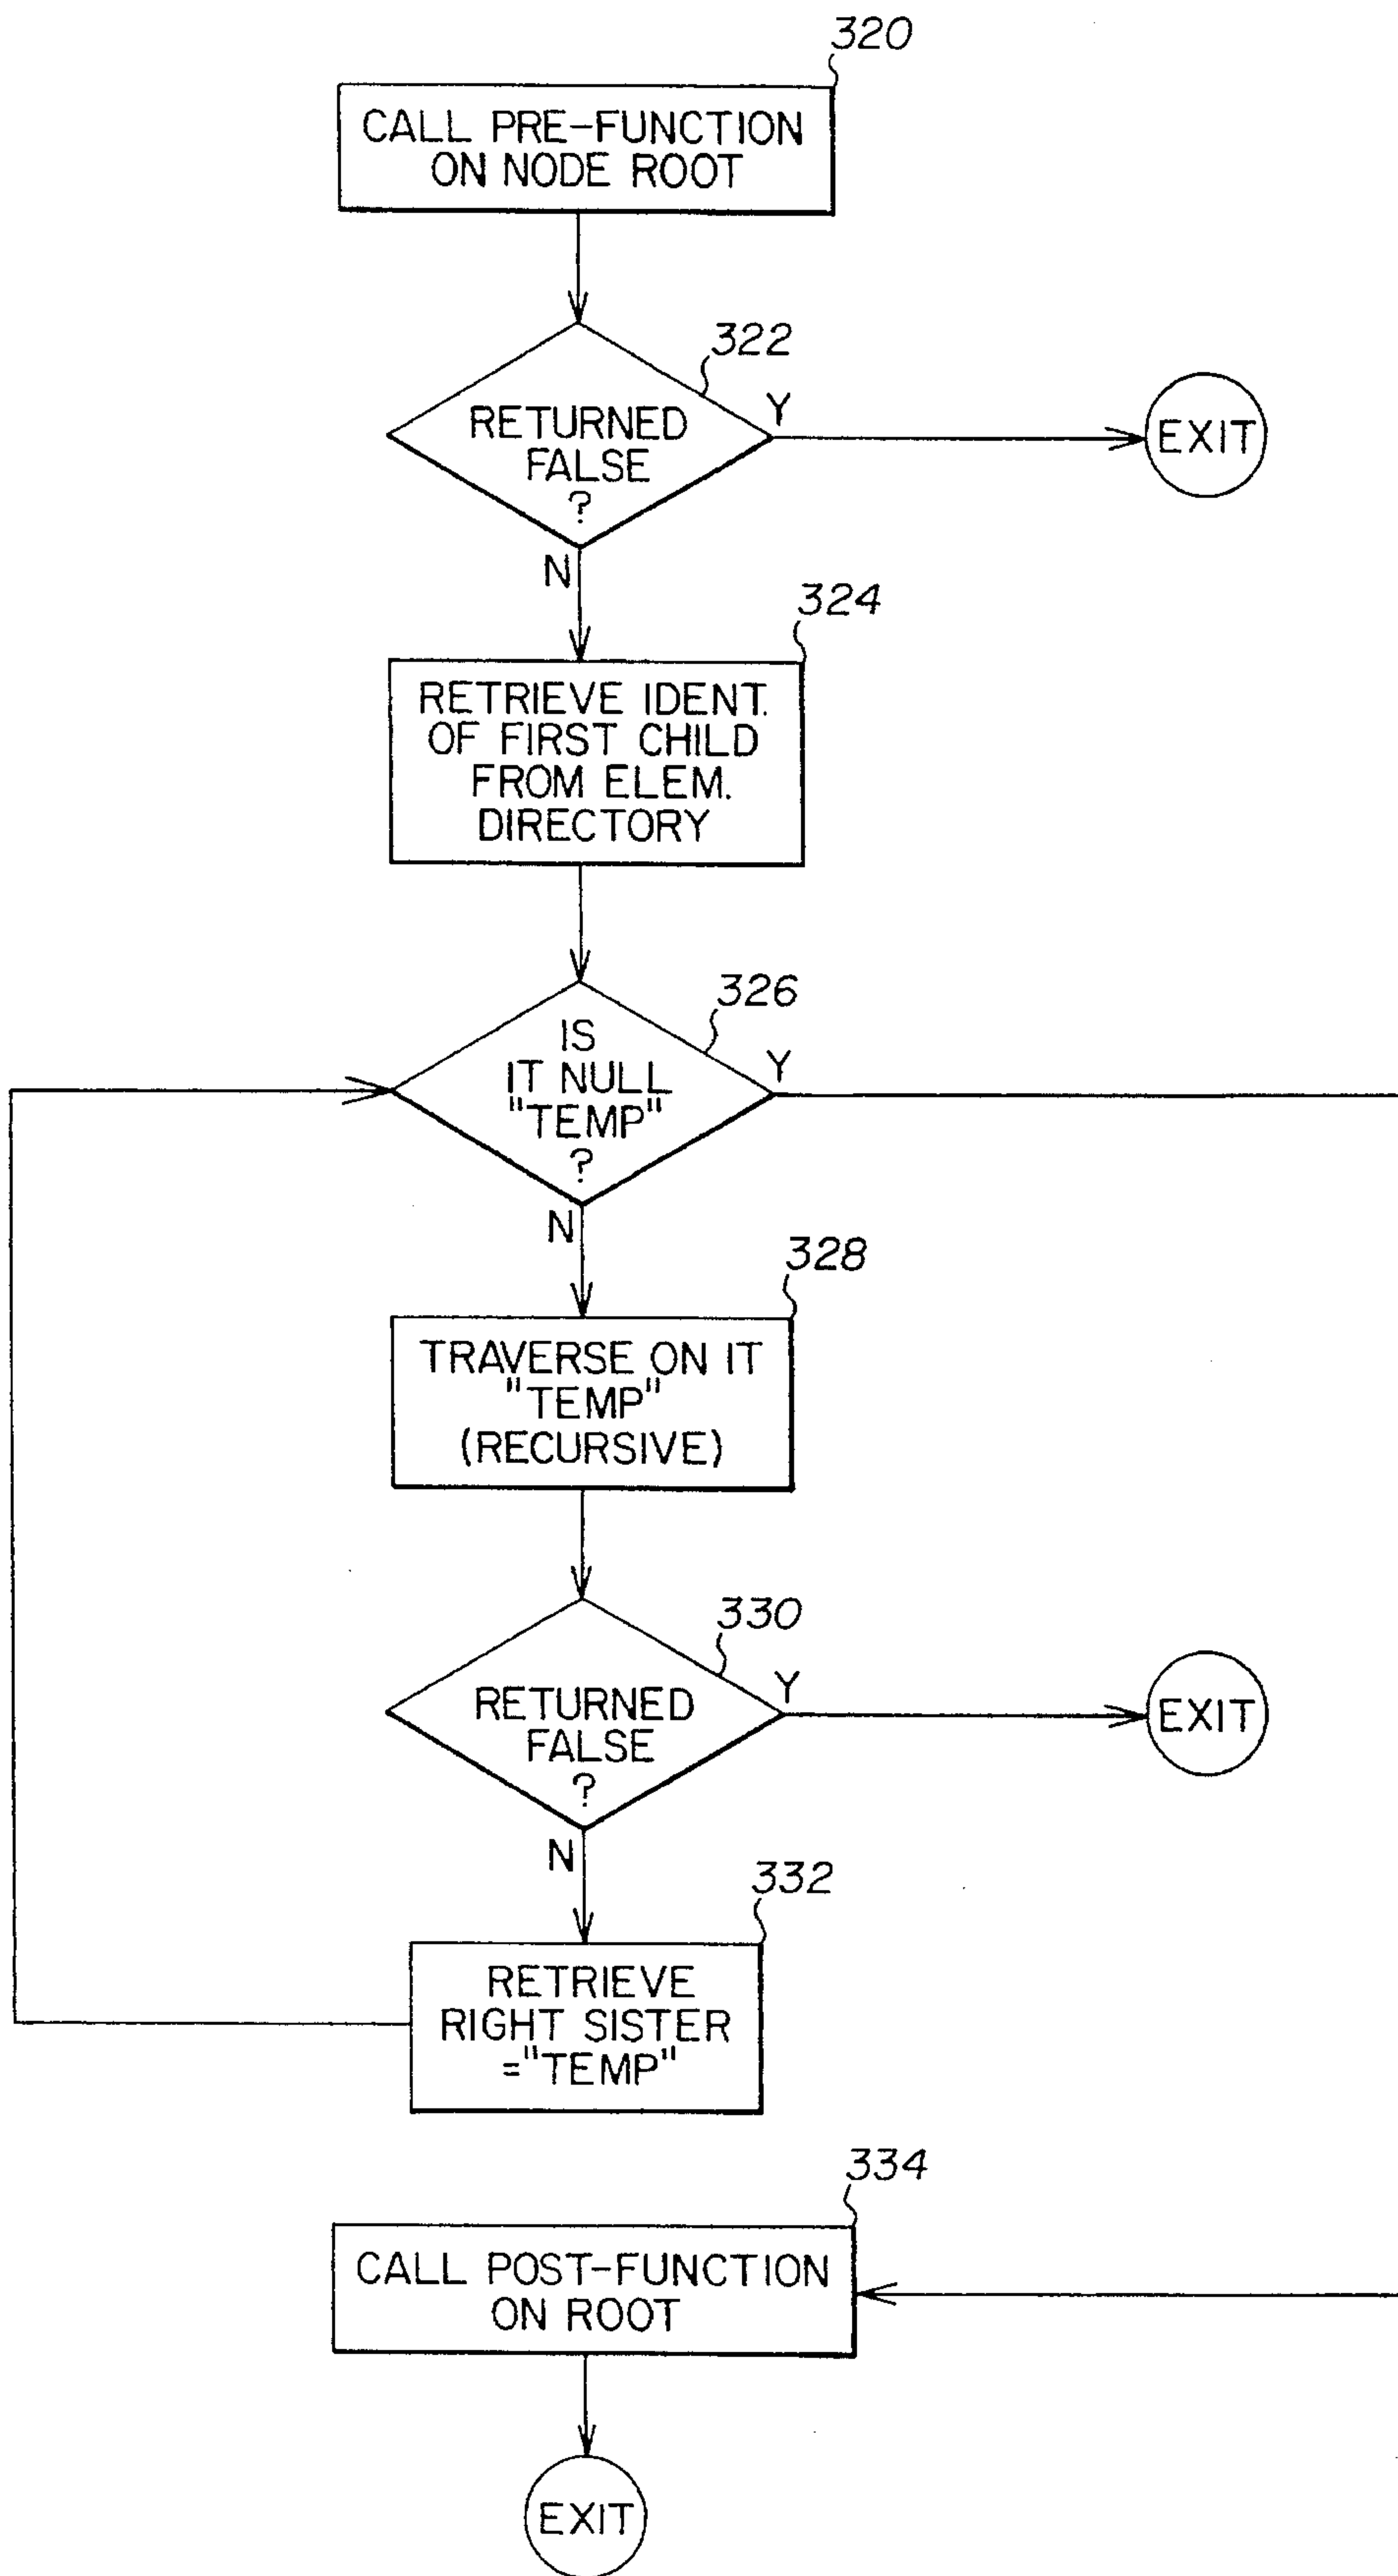 320
CALL PRE-FUNCTION
ON NODE ROOT
322
RETURNED
FALSE
?
Y
EXIT
N
324
RETRIEVE IDENT.
OF FIRST CHILD
FROM ELEM.
DIRECTORY
326
IS
IT NULL
"TEMP"
?
Y
N
328
TRAVERSE ON IT
"TEMP"
(RECURSIVE)
330
RETURNED
FALSE
?
Y
EXIT
N
332
RETRIEVE
RIGHT SISTER
="TEMP"
334
CALL POST-FUNCTION
ON ROOT
EXIT